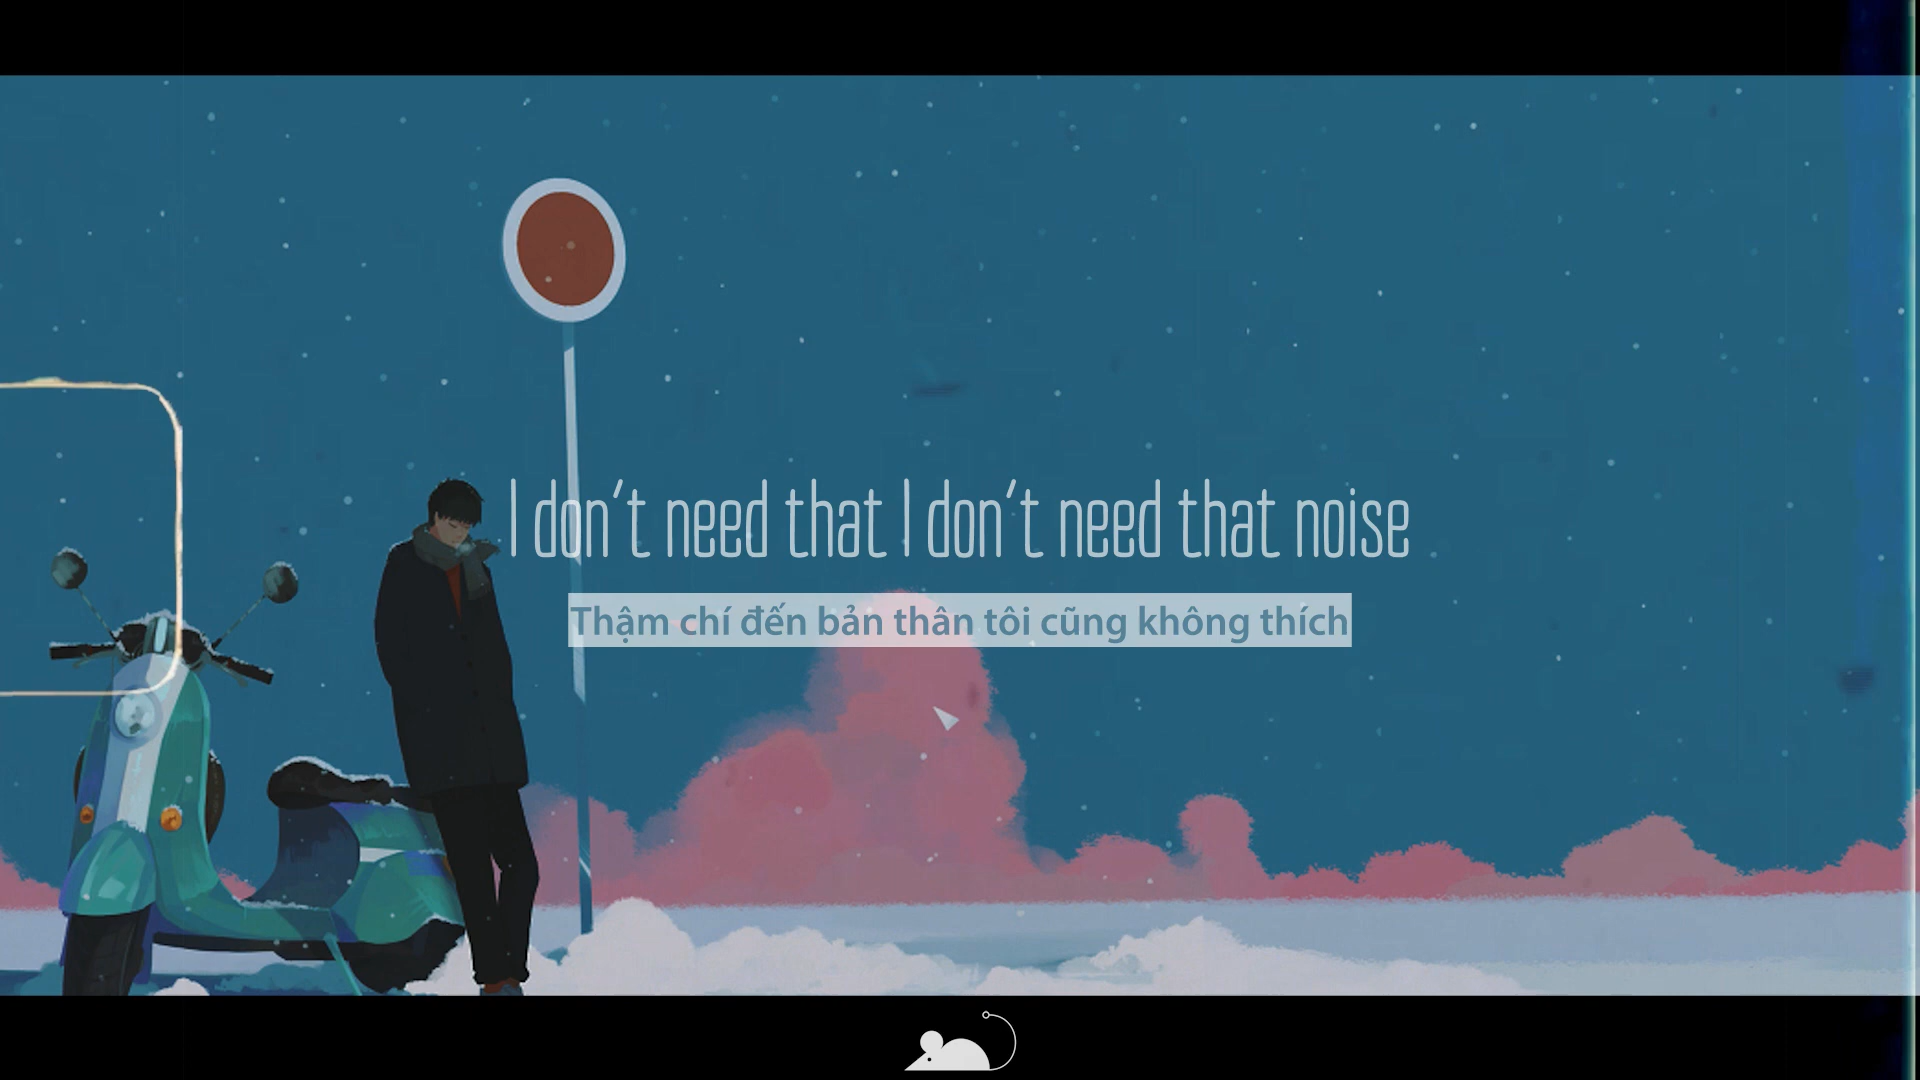 I don't need that I don't need that noise
Thậm chí đến bản thân tôi cũng không thích